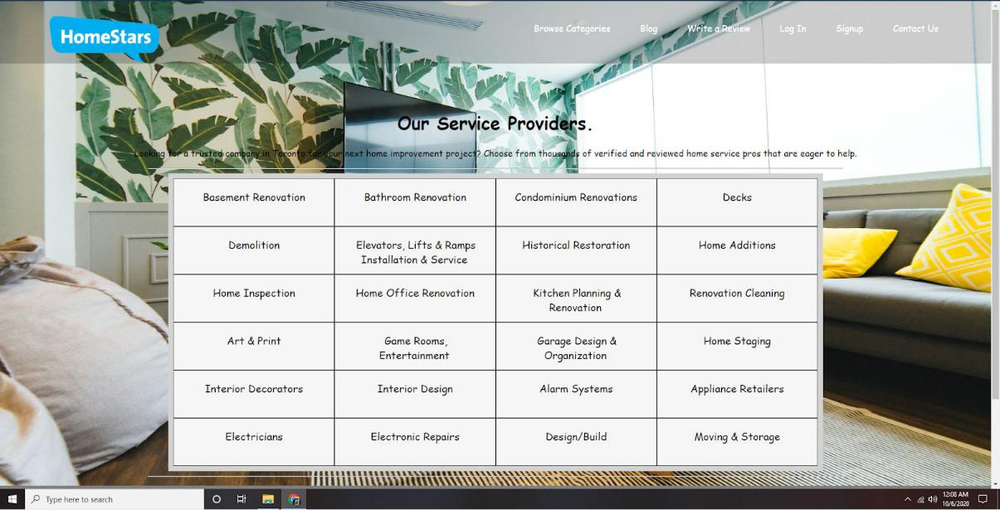 HomeStars
Browse Categories Blog Write a Review Log In Signup Contact Us
Our Service Providers.
Looking for a trusted company in Toronto for your next home improvement project? Choose from thousands of verified and reviewed home service pros that are eager to help.
Basement Renovation
Bathroom Renovation
Condominium Renovations
Decks
Demolition
Elevators, Lifts & Ramps
Installation & Service
Historical Restoration
Home Additions
Home Inspection
Home Office Renovation
Kitchen Planning &
Renovation
Renovation Cleaning
Art & Print
Game Rooms,
Entertainment
Garage Design &
Organization
Home Staging
Interior Decorators
Interior Design
Alarm Systems
Appliance Retailers
Electricians
Electronic Repairs
Design/Build
Moving & Storage
Type here to search
12:08 AM
10/6/2020